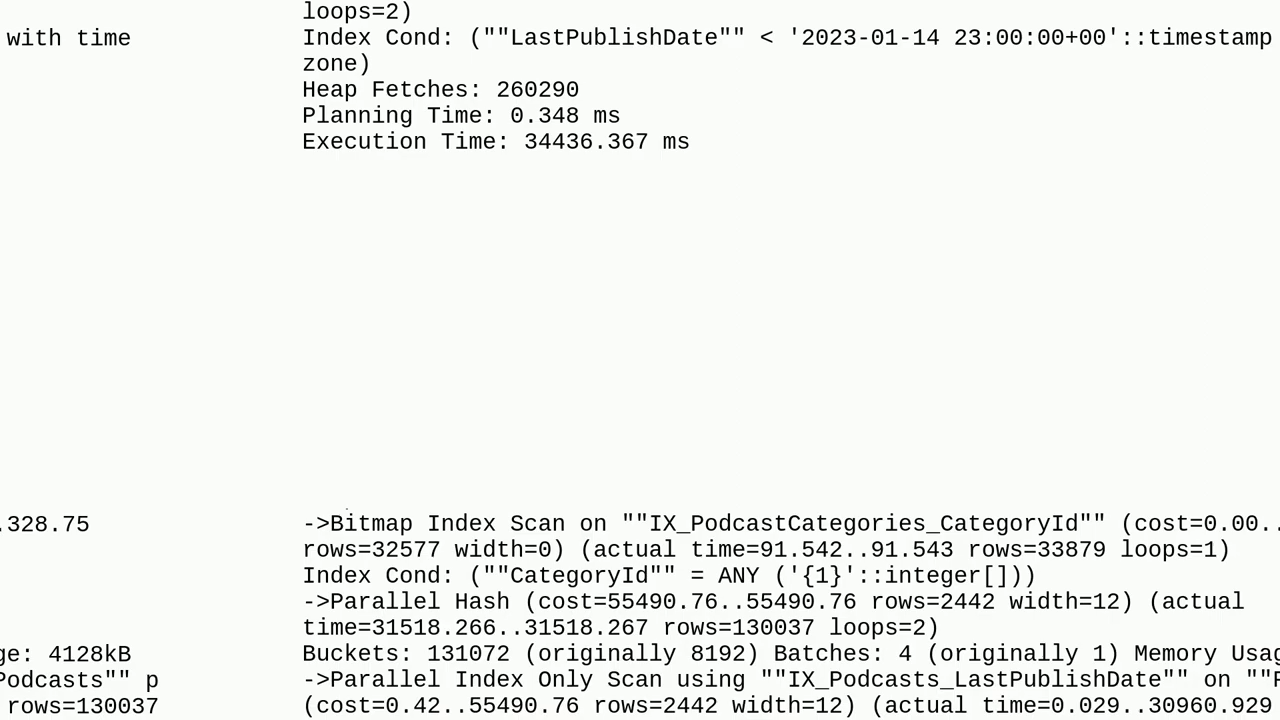 loops=2)
with time Index Cond: (""LastPublishDate"" < '2023-01-14 23:00:00+00'::timestamp
zone)
Heap Fetches: 260290
Planning Time: 0.348 ms
Execution Time: 34436.367 ms
.328.75 ->Bitmap Index Scan on ""IX_PodcastCategories_CategoryId"" (cost=0.00..
rows=32577 width=0) (actual time=91.542..91.543 rows=33879 loops=1)
Index Cond: (""CategoryId"" = ANY ('{1}'::integer[]))
->Parallel Hash (cost=55490.76..55490.76 rows=2442 width=12) (actual
time=31518.266..31518.267 rows=130037 loops=2)
ge: 4128kB Buckets: 131072 (originally 8192) Batches: 4 (originally 1) Memory Usag
Podcasts"" p ->Parallel Index Only Scan using ""IX_Podcasts_LastPublishDate"" on ""P
rows=130037 (cost=0.42..55490.76 rows=2442 width=12) (actual time=0.029..30960.929